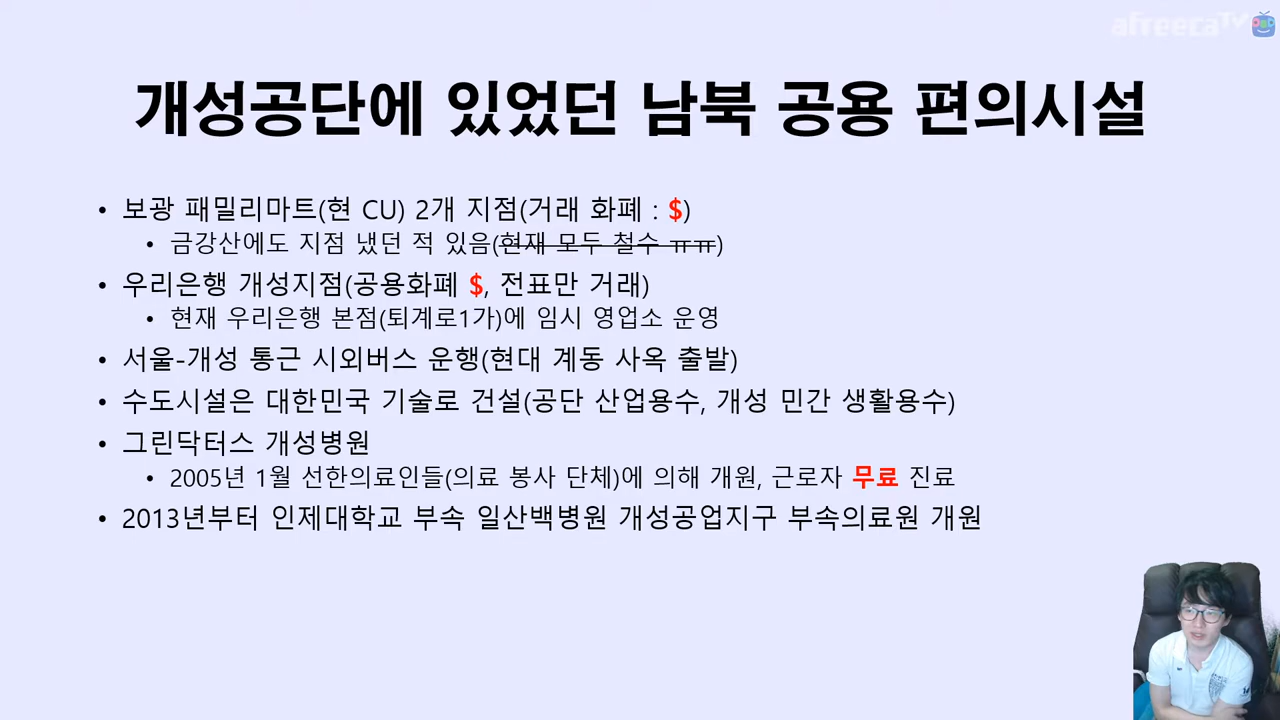 afreecaTV
개성공단에 있었던 남북 공용 편의시설
• 보광 패밀리마트(현 CU) 2개 지점(거래 화폐 : $)
• 금강산에도 지점 냈던 적 있음(현재 모두 철수 ㅠㅠ)
• 우리은행 개성지점(공용화폐 $, 전표만 거래)
• 현재 우리은행 본점(퇴계로1가)에 임시 영업소 운영
• 서울-개성 통근 시외버스 운행(현대 계동 사옥 출발)
• 수도시설은 대한민국 기술로 건설(공단 산업용수, 개성 민간 생활용수)
• 그린닥터스 개성병원
• 2005년 1월 선한의료인들(의료 봉사 단체)에 의해 개원, 근로자 무료 진료
• 2013년부터 인제대학교 부속 일산백병원 개성공업지구 부속의료원 개원